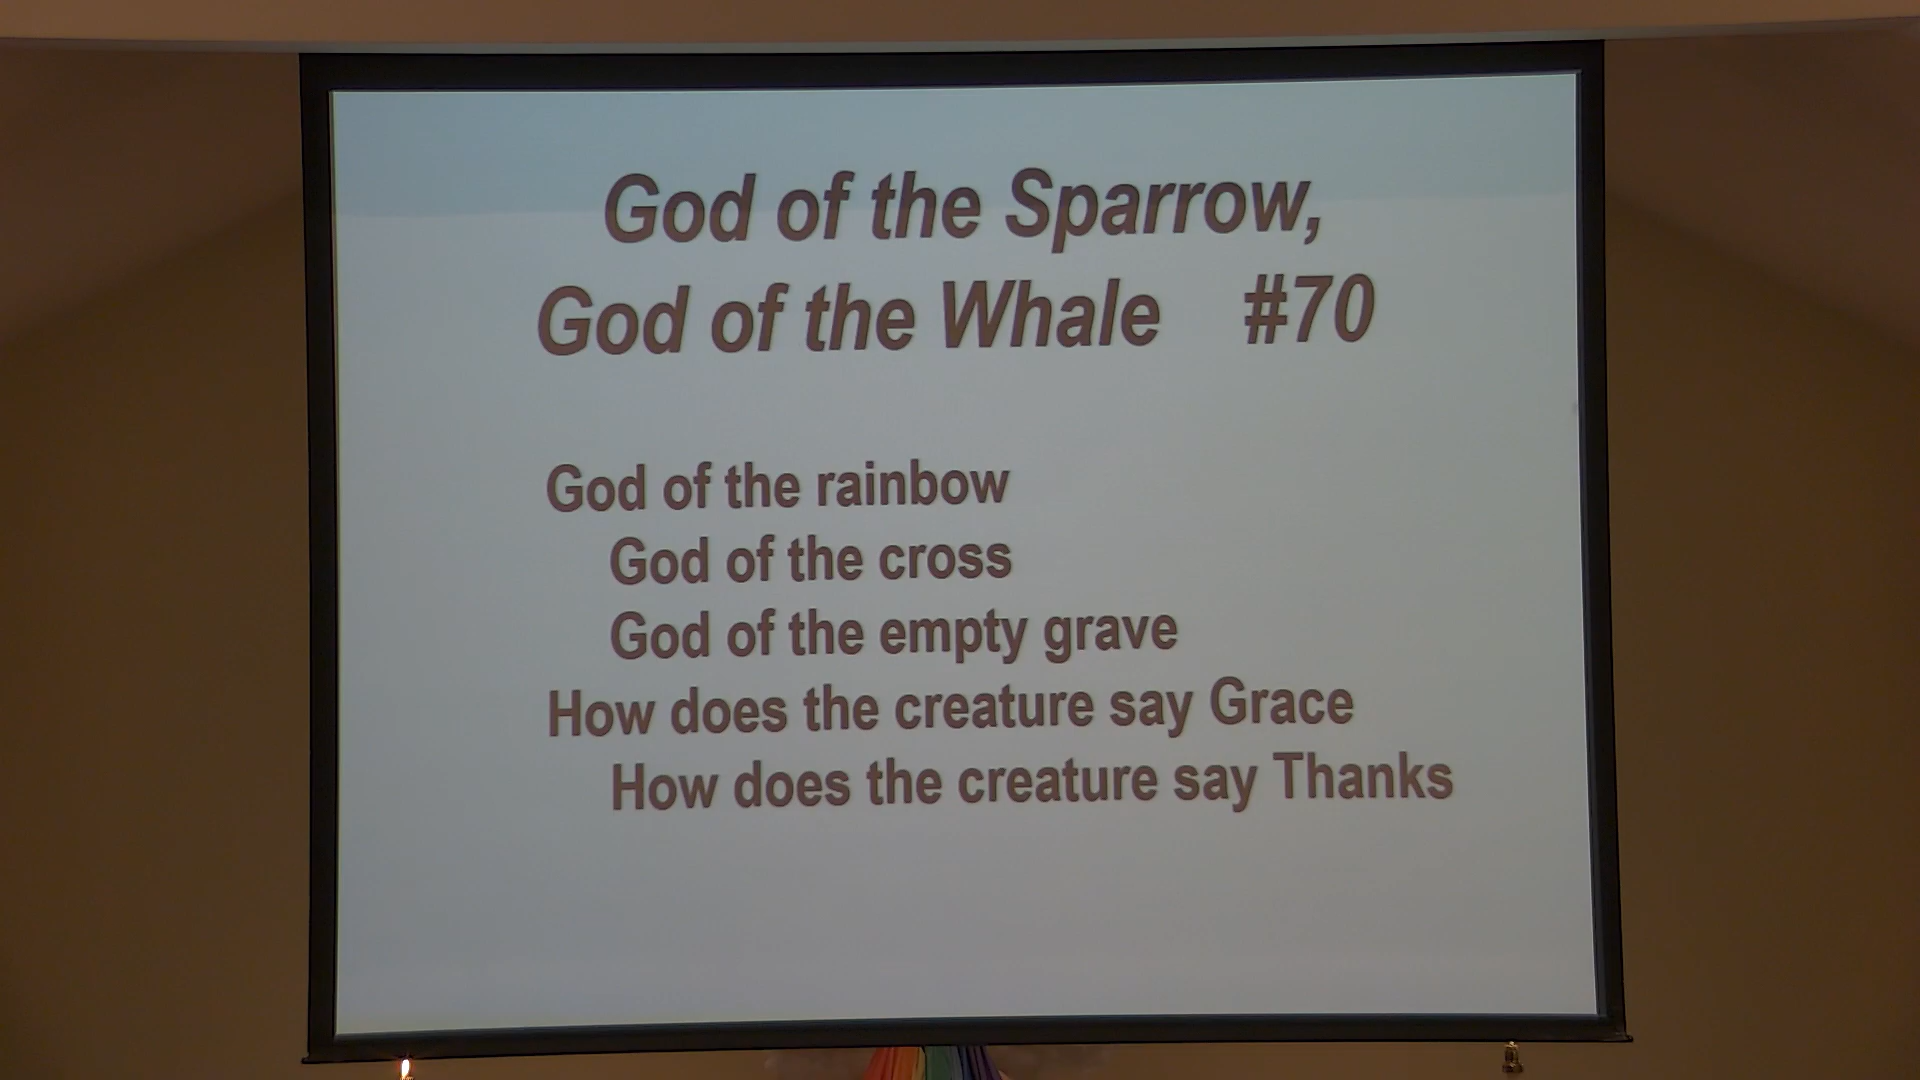 God of the Sparrow,
God of the Whale #70
God of the rainbow
God of the cross
God of the empty grave
How does the creature say Grace
How does the creature say Thanks